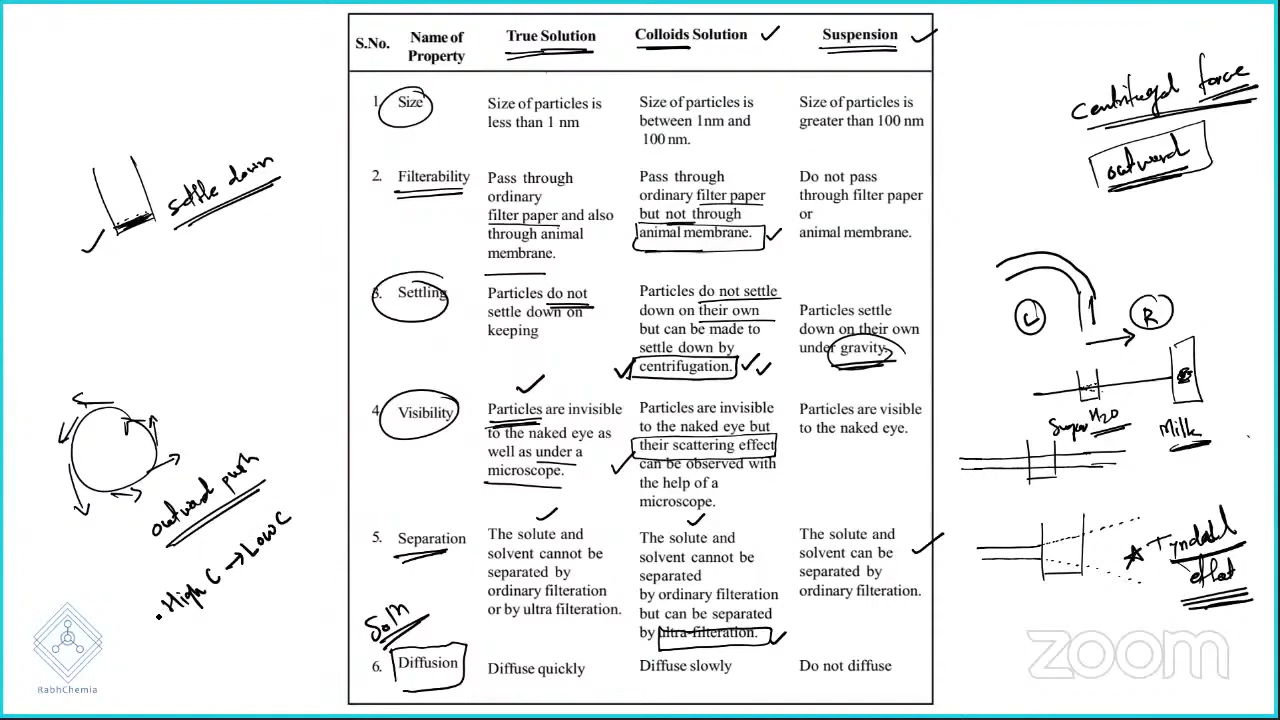 S.No.
Name of
Property
True Solution
Colloids Solution
Suspension
1.
Size
Size of particles is
less than 1 nm
Size of particles is
between 1nm and
100 nm.
Size of particles is
greater than 100 nm
2.
Filterability
Pass through
ordinary
filter paper and also
through animal
membrane.
Pass through
ordinary filter paper
but not through
animal membrane.
Do not pass
through filter paper
or
animal membrane.
3.
Settling
Particles do not
settle down on
keeping
Particles do not settle
down on their own
but can be made to
settle down by
centrifugation.
Particles settle
down on their own
under gravity.
4.
Visibility
Particles are invisible
to the naked eye as
well as under a
microscope.
Particles are invisible
to the naked eye but
their scattering effect
can be observed with
the help of a
microscope.
Particles are visible
to the naked eye.
5.
Separation
The solute and
solvent cannot be
separated by
ordinary filteration
or by ultra filteration.
The solute and
solvent cannot be
separated
by ordinary filteration
but can be separated
by ultra-filteration.
The solute and
solvent can be
separated by
ordinary filteration.
6.
Diffusion
Diffuse quickly
Diffuse slowly
Do not diffuse
settle down
outward push
High C → Low C
Soln
Centrifugal force
outward
L
R
Sugar H2O
Milk
Tyndall
effect
RabhChemia
zoom